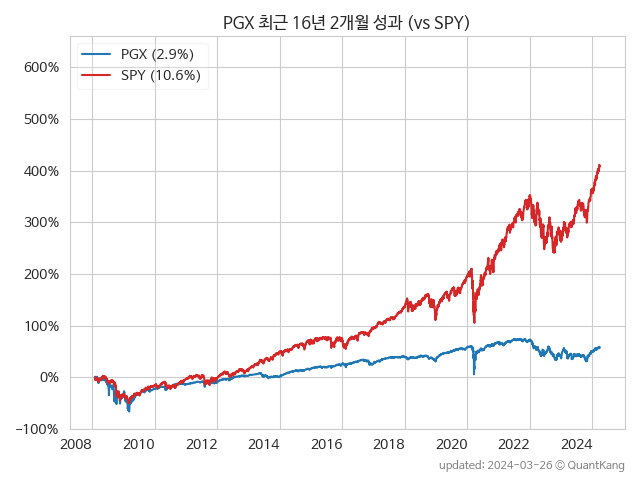 PGX 최근 16년 2개월 성과 (vs SPY)
PGX (2.9%)
SPY (10.6%)
600%
500%
400%
300%
200%
100%
0%
−100%
2008 2010 2012 2014 2016 2018 2020 2022 2024
updated: 2024-03-26 © QuantKang